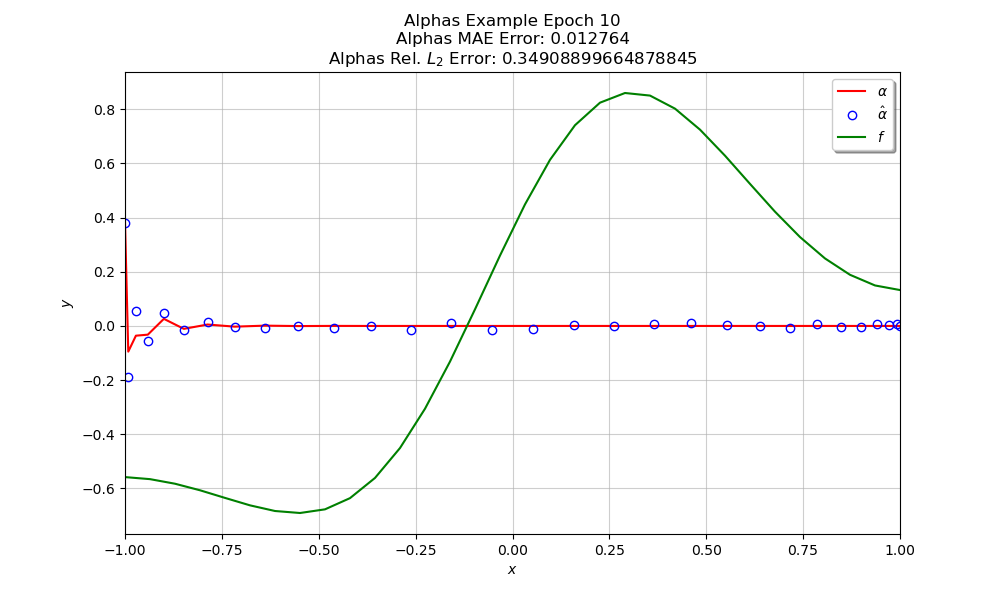 Alphas Example Epoch 10
Alphas MAE Error: 0.012764
Alphas Rel. L₂ Error: 0.34908899664878845
α
α̂
f
0.8
0.6
0.4
0.2
0.0
−0.2
−0.4
−0.6
y
−1.00 −0.75 −0.50 −0.25 0.00 0.25 0.50 0.75 1.00
x